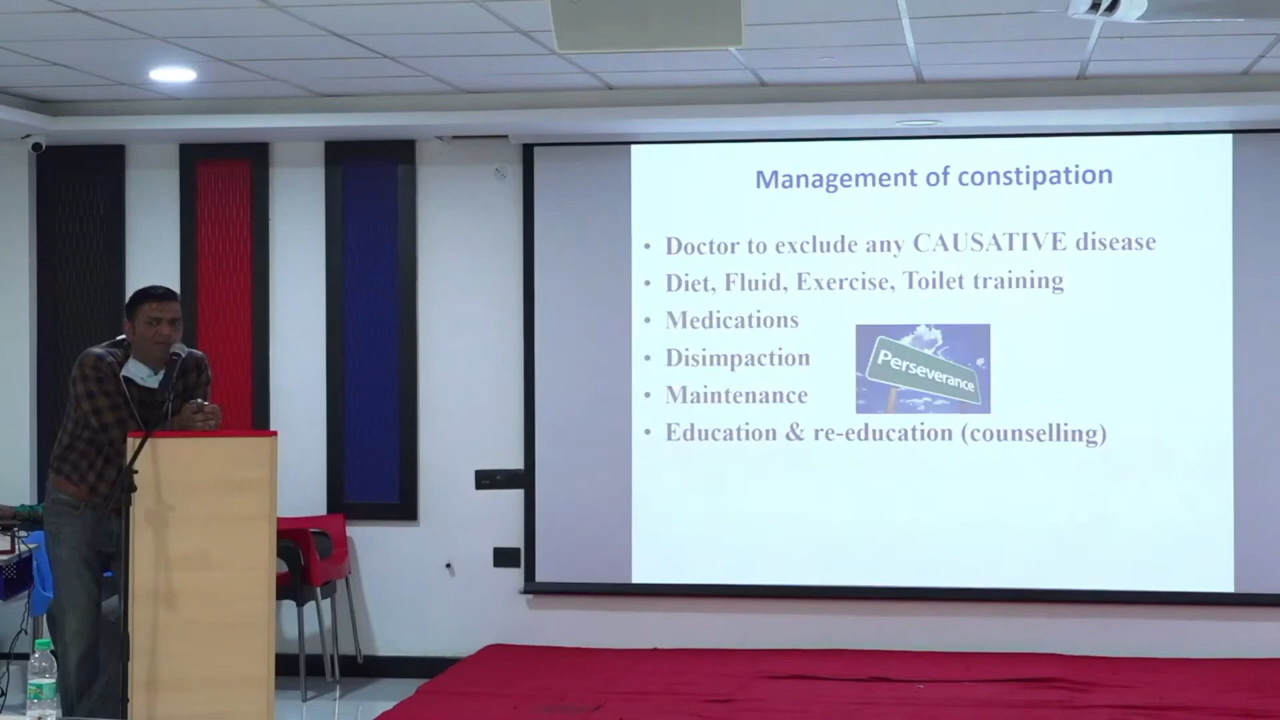 Management of constipation
• Doctor to exclude any CAUSATIVE disease
• Diet, Fluid, Exercise, Toilet training
• Medications
• Disimpaction
• Maintenance
• Education & re-education (counselling)
Perseverance